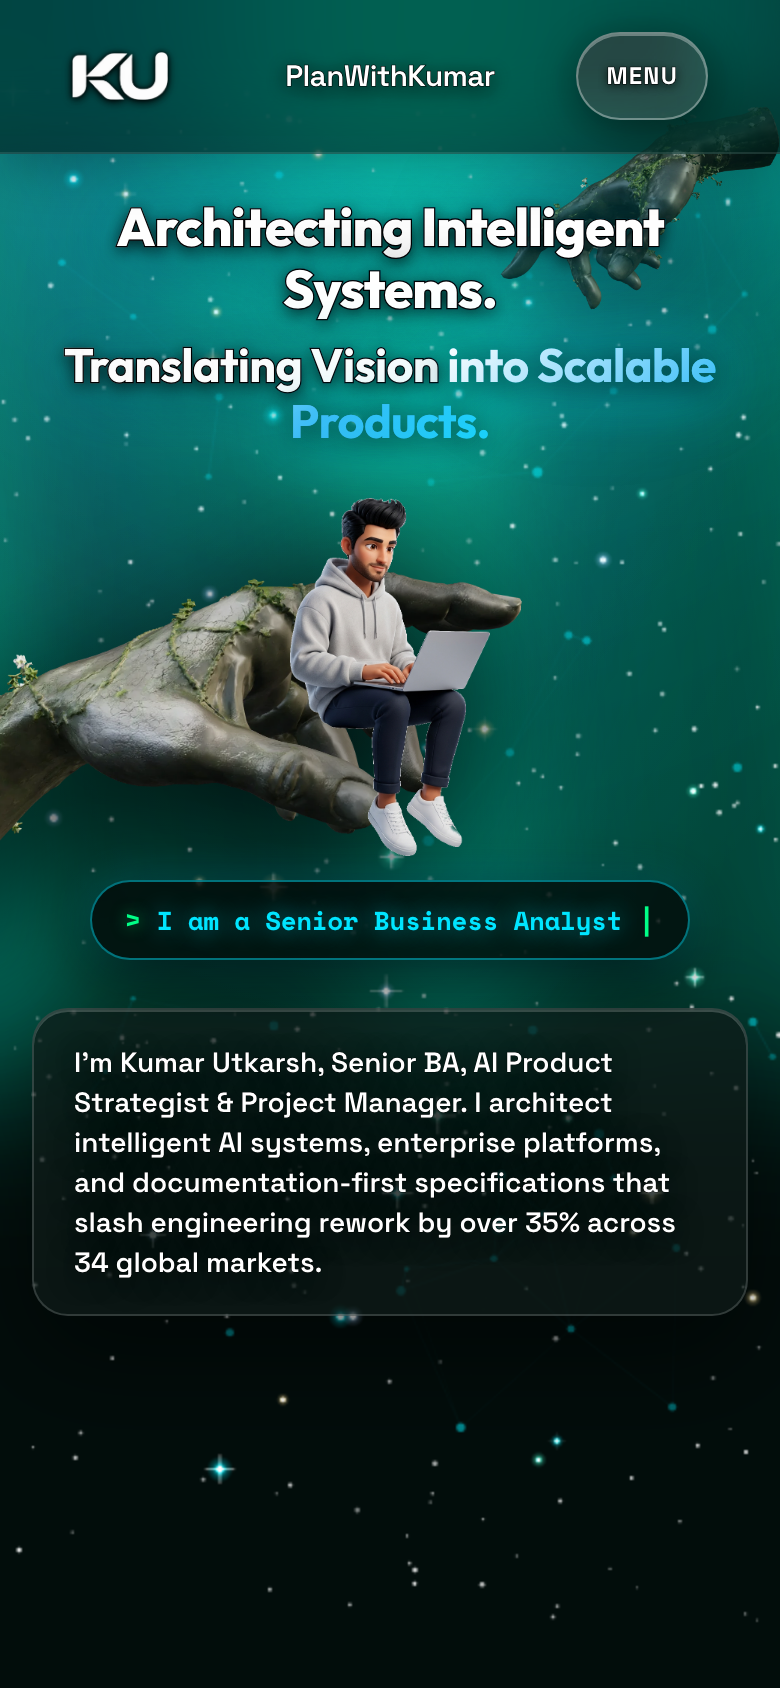 KU
PlanWithKumar
MENU
Architecting Intelligent
Systems.
Translating Vision into Scalable
Products.
> I am a Senior Business Analyst |
I'm Kumar Utkarsh, Senior BA, AI Product
Strategist & Project Manager. I architect
intelligent AI systems, enterprise platforms,
and documentation-first specifications that
slash engineering rework by over 35% across
34 global markets.